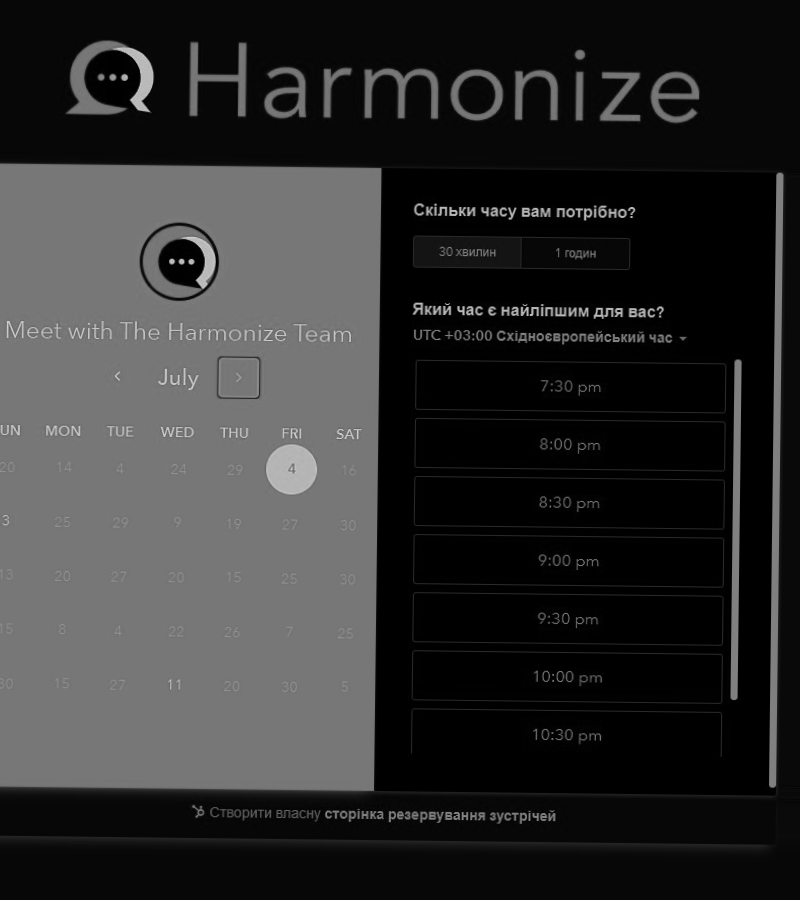 Harmonize
Meet with The Harmonize Team
July
UN MON TUE WED THU FRI SAT
20 14 4 24 29 4 16
3 25 29 9 19 27 30
13 20 27 20 15 25 30
15 8 4 22 26 7 25
30 15 27 11 20 30 5
Скільки часу вам потрібно?
30 хвилин 1 годин
Який час є найліпшим для вас?
UTC +03:00 Східноєвропейський час
7:30 pm
8:00 pm
8:30 pm
9:00 pm
9:30 pm
10:00 pm
10:30 pm
Створити власну сторінка резервування зустрічей